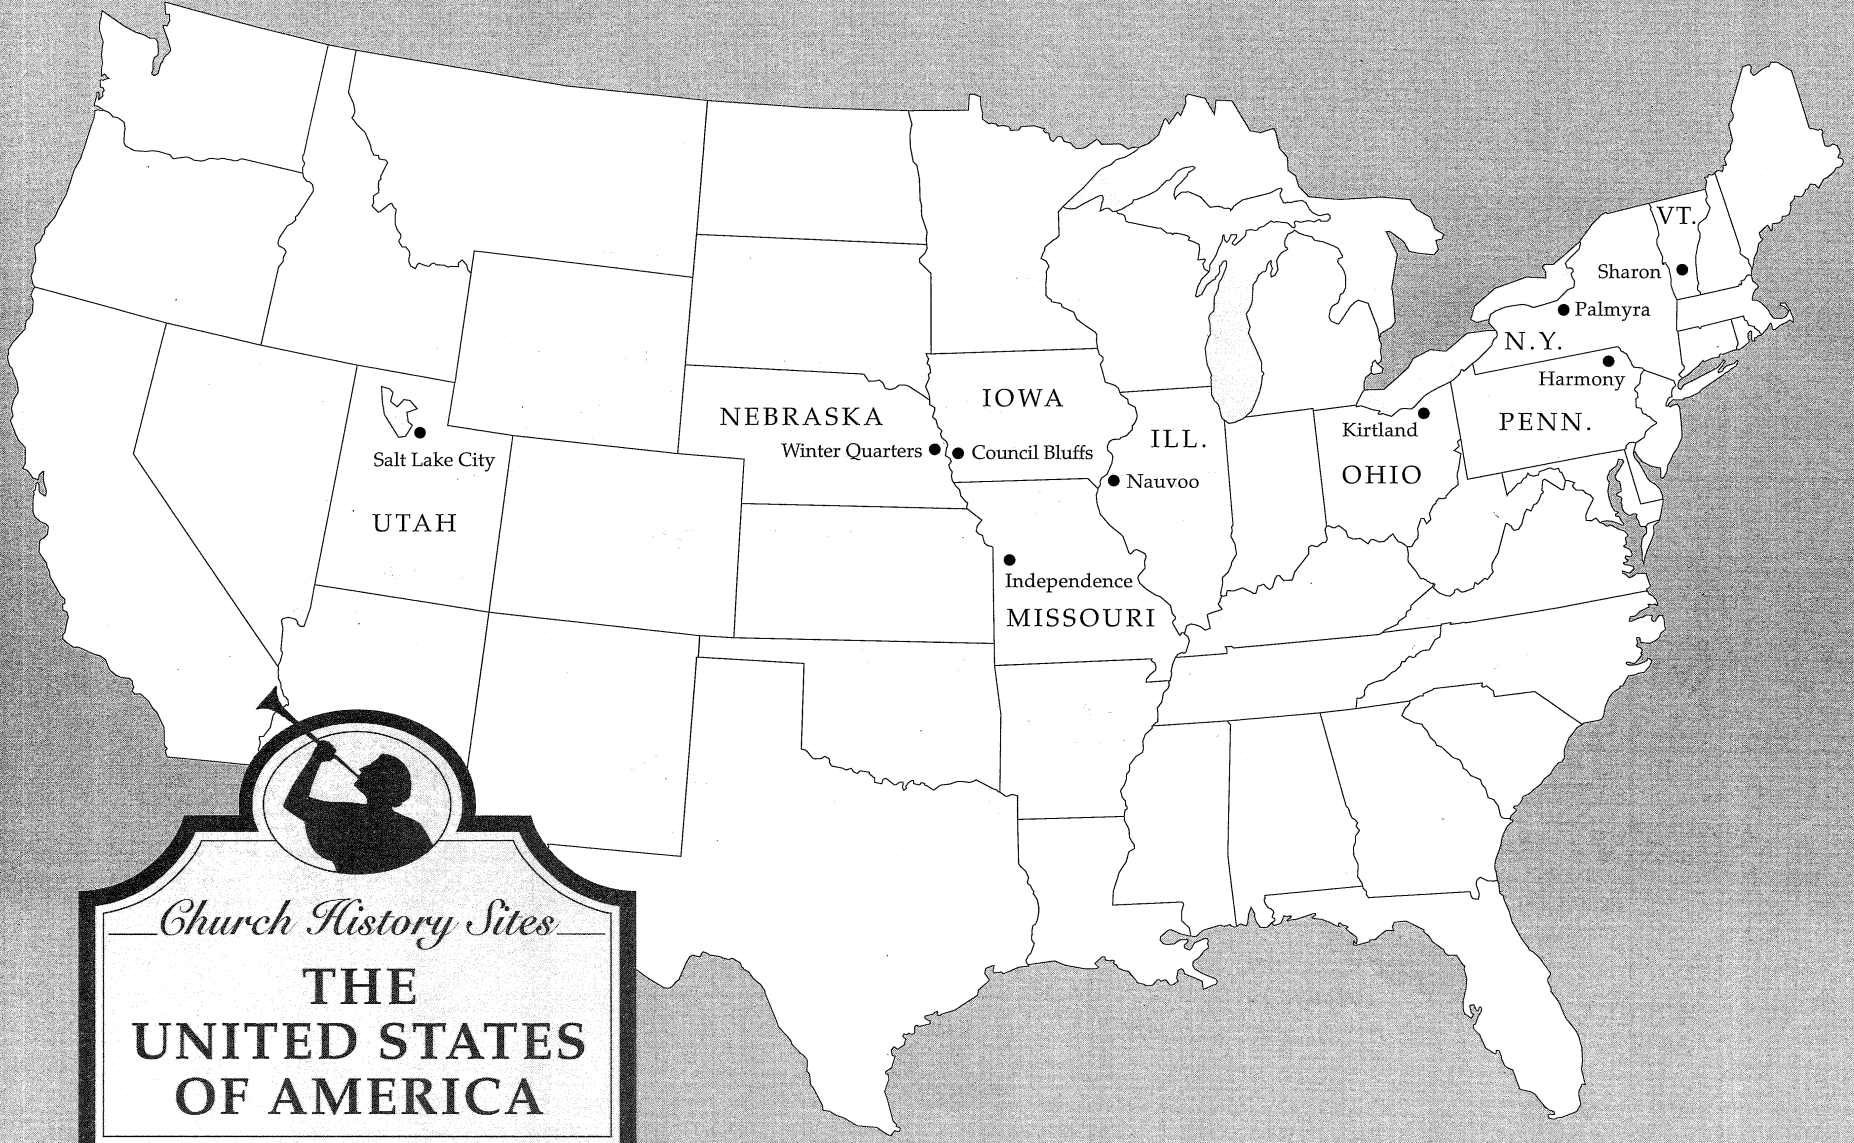 VT.
Sharon
Palmyra
N.Y.
Harmony
PENN.
Kirtland
OHIO
IOWA
NEBRASKA
Winter Quarters
Council Bluffs
ILL.
Nauvoo
Salt Lake City
UTAH
Independence
MISSOURI
Church History Sites
THE
UNITED STATES
OF AMERICA